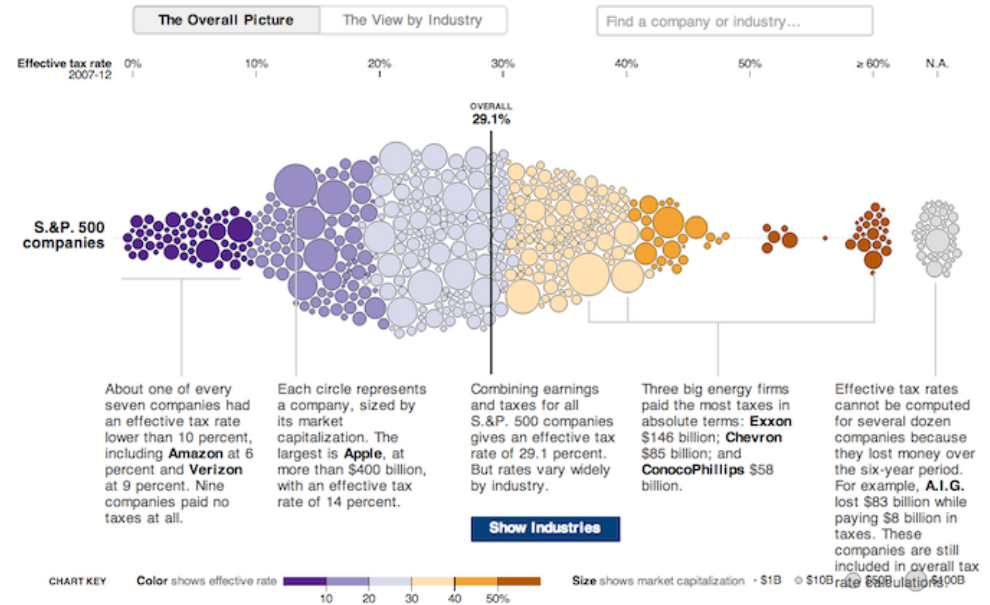 The Overall Picture
The View by Industry
Find a company or industry...
Effective tax rate
2007-12
0%
10%
20%
30%
40%
50%
≥ 60%
N.A.
OVERALL
29.1%
S.&P. 500
companies
About one of every
seven companies had
an effective tax rate
lower than 10 percent,
including Amazon at 6
percent and Verizon
at 9 percent. Nine
companies paid no
taxes at all.
Each circle represents
a company, sized by
its market
capitalization. The
largest is Apple, at
more than $400 billion,
with an effective tax
rate of 14 percent.
Combining earnings
and taxes for all
S.&P. 500 companies
gives an effective tax
rate of 29.1 percent.
But rates vary widely
by industry.
Show Industries
Three big energy firms
paid the most taxes in
absolute terms: Exxon
$146 billion; Chevron
$85 billion; and
ConocoPhillips $58
billion.
Effective tax rates
cannot be computed
for several dozen
companies because
they lost money over
the six-year period.
For example, A.I.G.
lost $83 billion while
paying $8 billion in
taxes. These
companies are still
included in overall tax
rate calculations.
CHART KEY
Color shows effective rate
10
20
30
40
50%
Size shows market capitalization
$1B
$10B
$50B
$100B